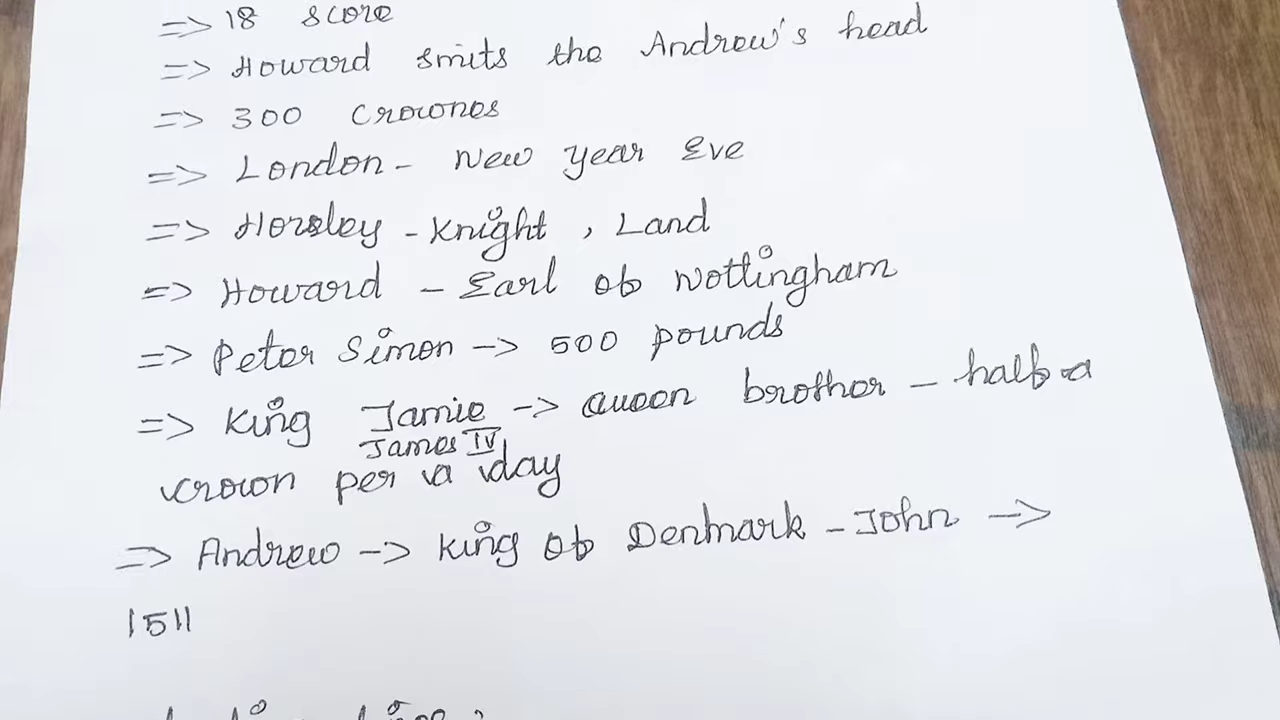 => 18 score
=> Howard smits the Andrew's head
=> 300 Crownes
=> London - New Year Eve
=> Horsley - Knight , Land
=> Howard - Earl of Nottingham
=> Peter Simon -> 500 pounds
=> King Jamie -> Queen brother - half a
James IV
crown per a day
=> Andrew -> King of Denmark - John ->
1511